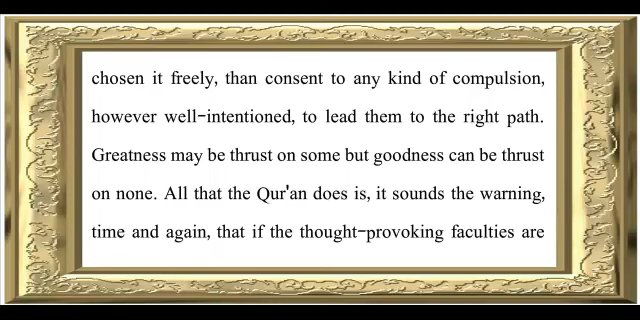 chosen it freely, than consent to any kind of compulsion,
however well-intentioned, to lead them to the right path.
Greatness may be thrust on some but goodness can be thrust
on none. All that the Qur'an does is, it sounds the warning,
time and again, that if the thought-provoking faculties are